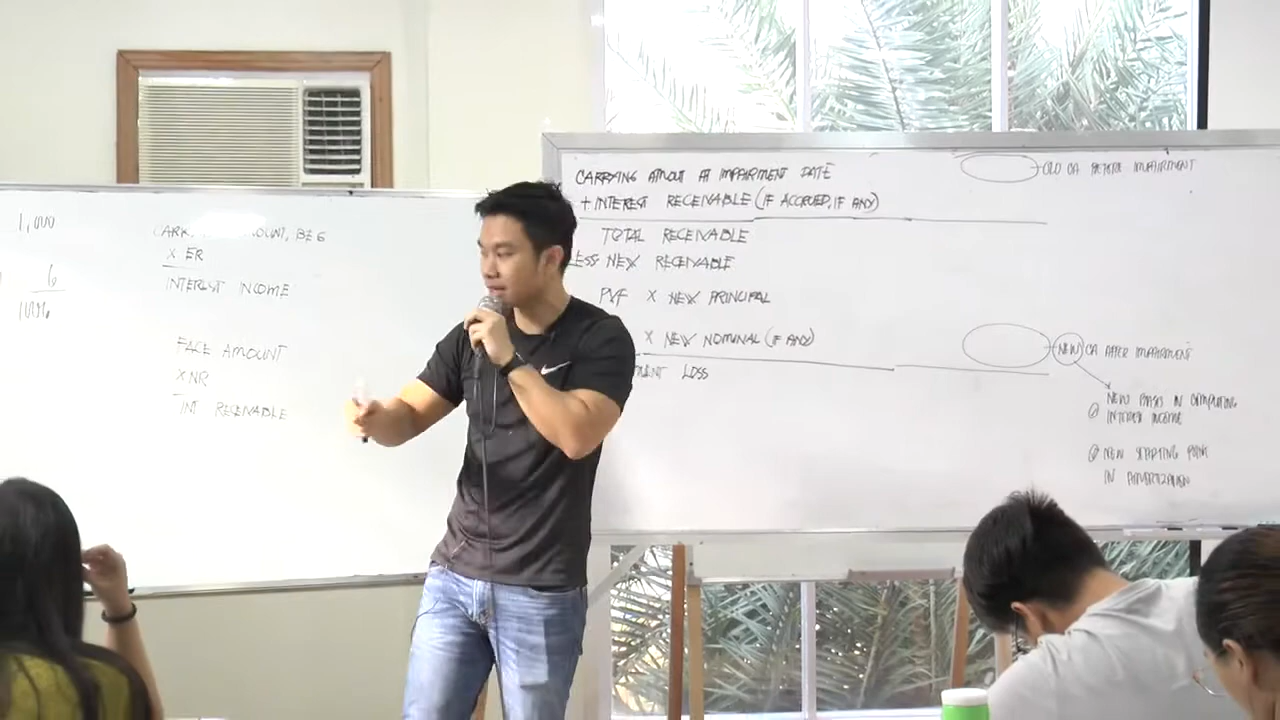 1,000
6
1006
AMOUNT, BEG
X ER
INTEREST INCOME
FACE AMOUNT
X NR
INT RECEIVABLE
CARRYING AMOUNT AT IMPAIRMENT DATE
+ INTEREST RECEIVABLE (IF ACCRUED, IF ANY)
TOTAL RECEIVABLE
LESS NEW RECEIVABLE
PVF X NEW PRINCIPAL
X NEW NOMINAL (IF ANY)
LOSS
OLD CA BEFORE IMPAIRMENT
NEW CA AFTER IMPAIRMENT
NEW BASIS IN COMPUTING
INTEREST INCOME
NEW STARTING POINT
IN AMORTIZATION